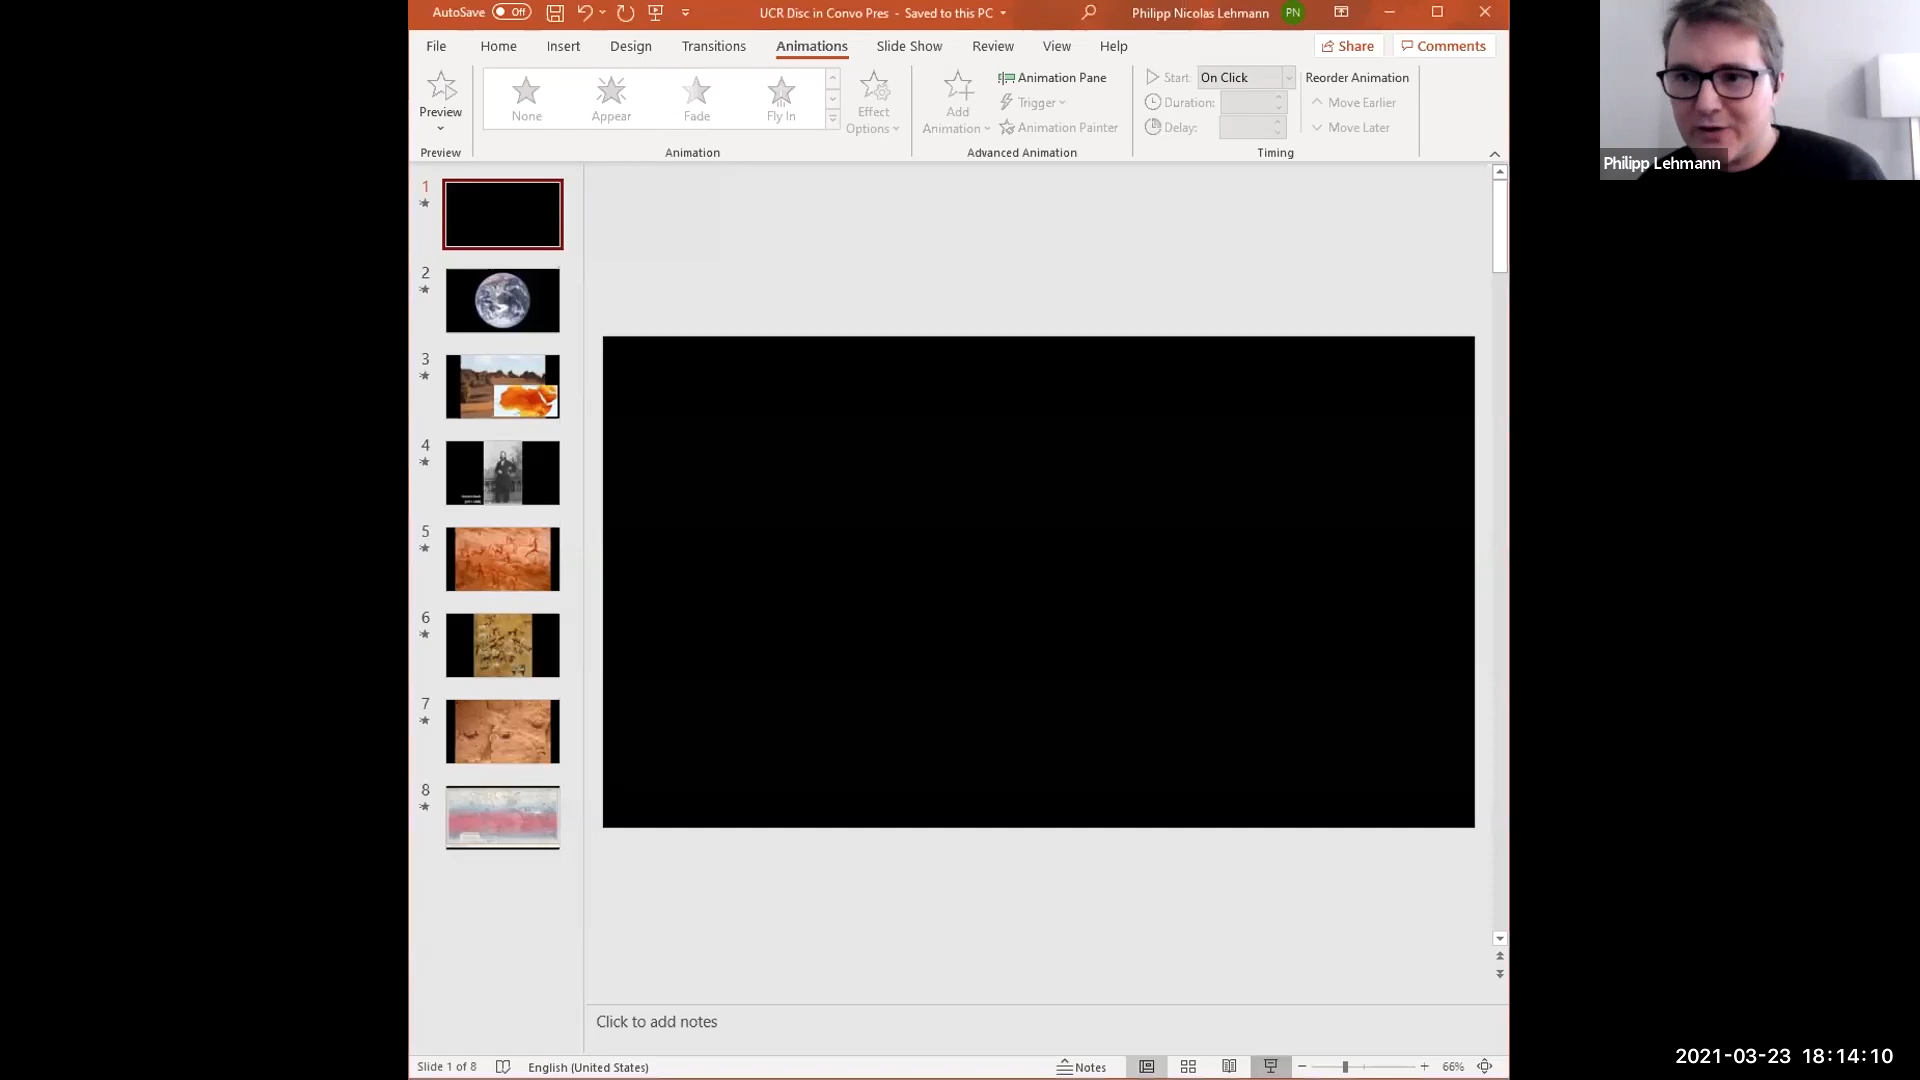 AutoSave Off UCR Disc in Convo Pres - Saved to this PC Philipp Nicolas Lehmann PN
File Home Insert Design Transitions Animations Slide Show Review View Help Share Comments
Preview
Preview
None Appear Fade Fly In
Effect
Options
Animation
Add
Animation
Animation Pane
Trigger
Animation Painter
Advanced Animation
Start: On Click
Duration:
Delay:
Timing
Reorder Animation
Move Earlier
Move Later
Philipp Lehmann
1
2
3
4
5
6
7
8
Click to add notes
Slide 1 of 8 English (United States) Notes 66%
2021-03-23 18:14:10